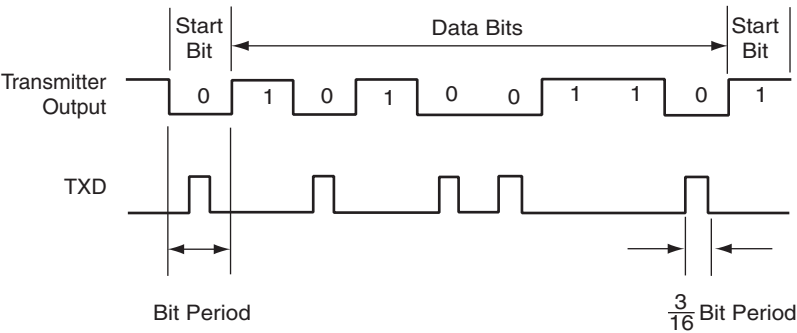 Start Bit
Data Bits
Start Bit
Transmitter Output
0 1 0 1 0 0 1 1 0 1
TXD
Bit Period
3/16 Bit Period